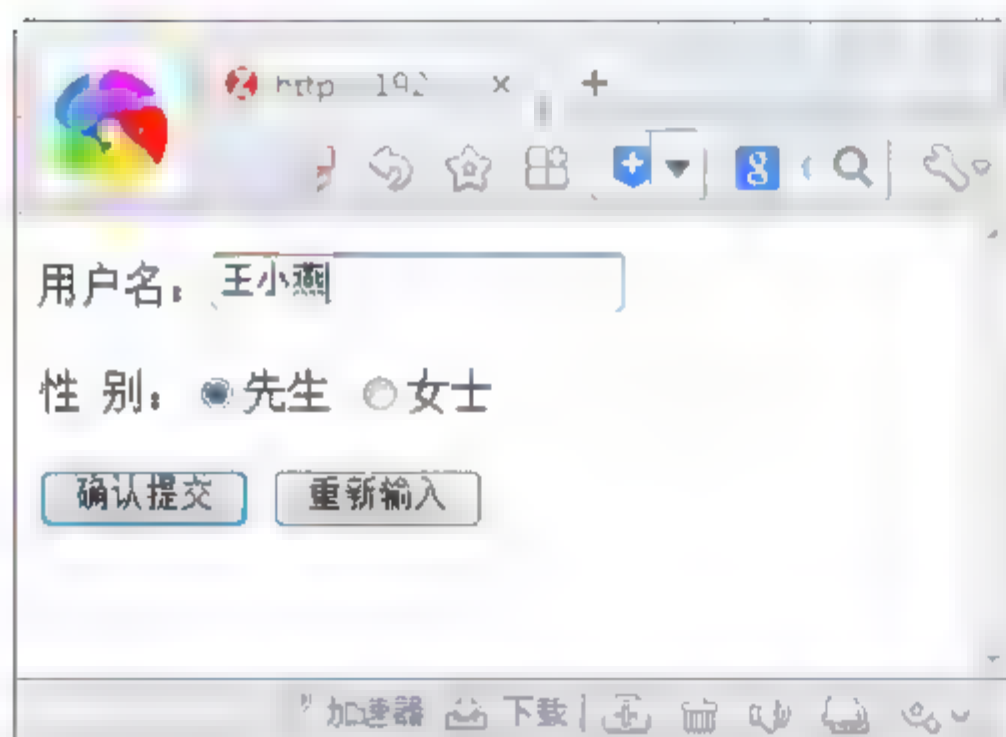 http 192
用户名： 王小燕
性 别： 先生 女士
确认提交 重新输入
加速器 下载